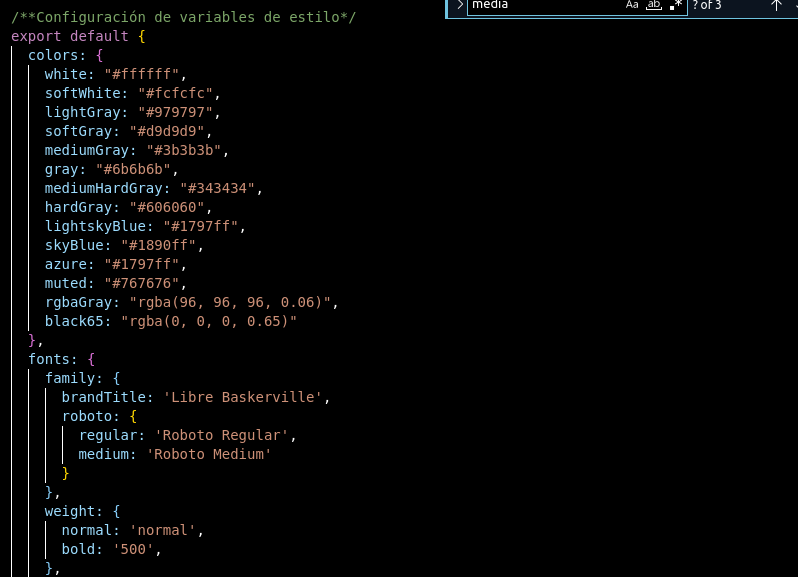 /**Configuración de variables de estilo*/
media Aa ab .* ? of 3
export default {
colors: {
white: "#ffffff",
softWhite: "#fcfcfc",
lightGray: "#979797",
softGray: "#d9d9d9",
mediumGray: "#3b3b3b",
gray: "#6b6b6b",
mediumHardGray: "#343434",
hardGray: "#606060",
lightskyBlue: "#1797ff",
skyBlue: "#1890ff",
azure: "#1797ff",
muted: "#767676",
rgbaGray: "rgba(96, 96, 96, 0.06)",
black65: "rgba(0, 0, 0, 0.65)"
},
fonts: {
family: {
brandTitle: 'Libre Baskerville',
roboto: {
regular: 'Roboto Regular',
medium: 'Roboto Medium'
}
},
weight: {
normal: 'normal',
bold: '500',
},